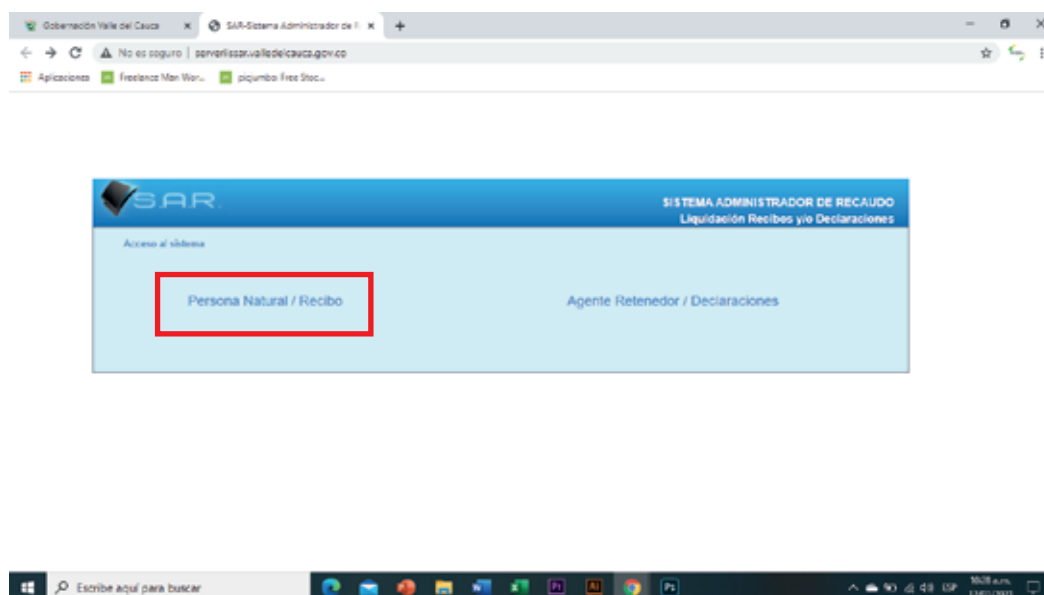 Gobernación Valle del Cauca
SAR-Sistema Administrador de R
No es seguro | serverlissar.valledelcauca.gov.co
Aplicaciones
Freelance Man Wor...
picjumbo: Free Stoc...
S.A.R.
SISTEMA ADMINISTRADOR DE RECAUDO
Liquidación Recibos y/o Declaraciones
Acceso al sistema
Persona Natural / Recibo
Agente Retenedor / Declaraciones
Escribe aquí para buscar
ESP